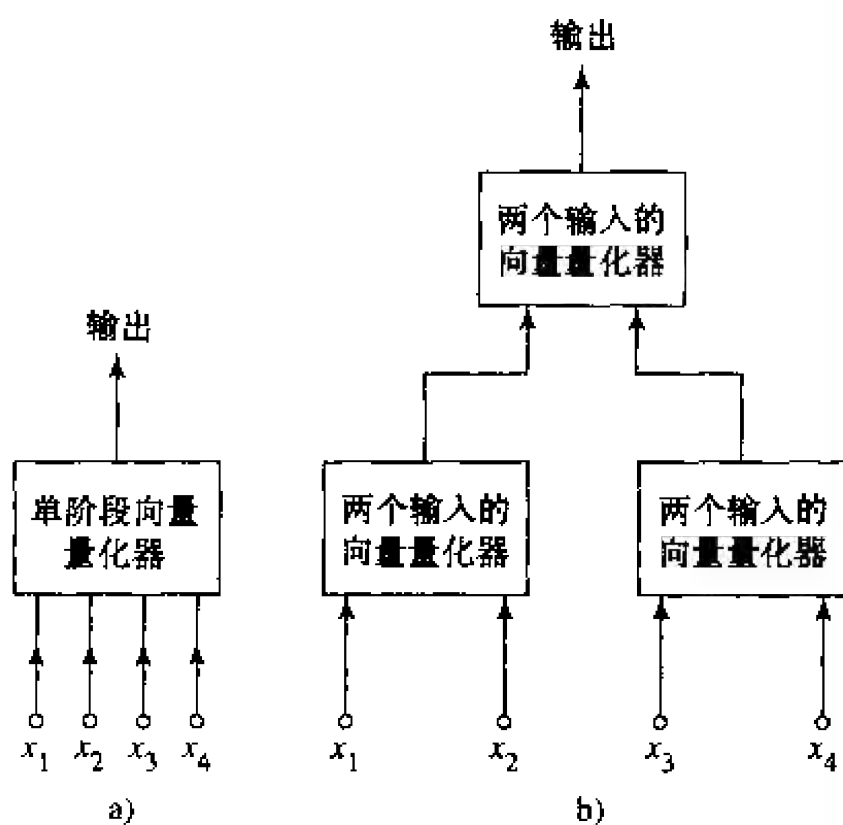 输出
两个输入的
向量量化器
输出
单阶段向量
量化器
两个输入的
向量量化器
两个输入的
向量量化器
x1 x2 x3 x4
x1 x2 x3 x4
a) b)